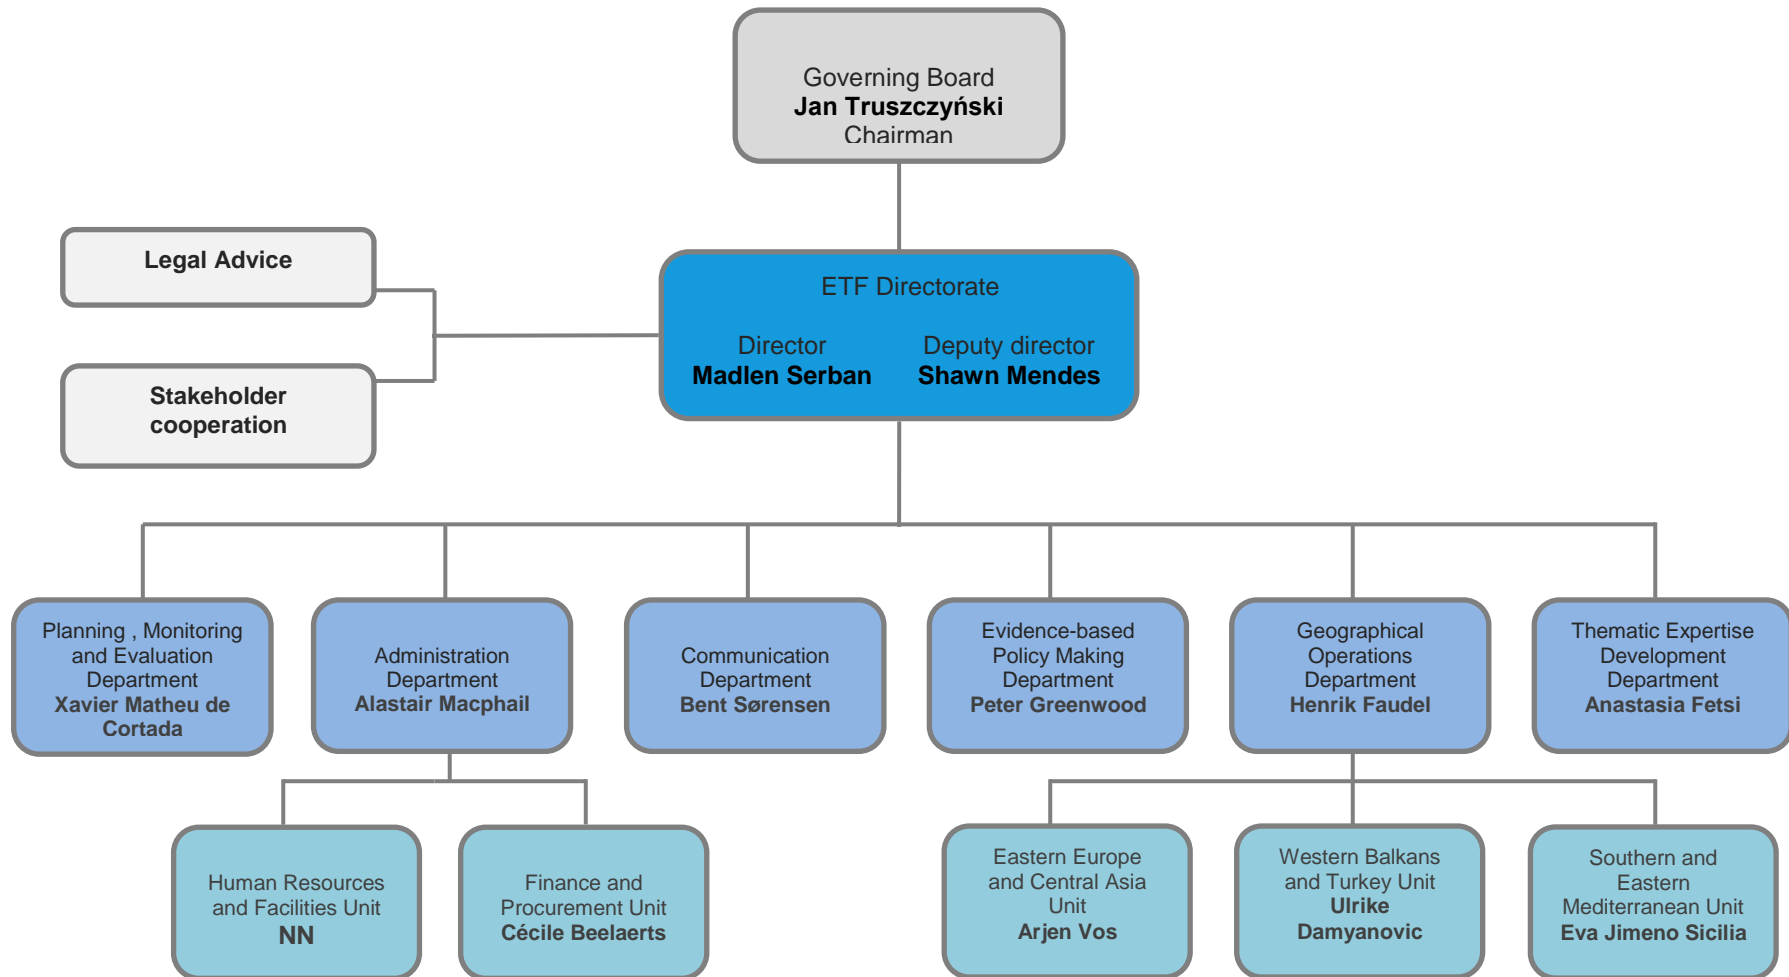 Governing Board
Jan Truszczyński
Chairman
Legal Advice
ETF Directorate
Director
Madlen Serban
Deputy director
Shawn Mendes
Stakeholder
cooperation
Planning , Monitoring
and Evaluation
Department
Xavier Matheu de
Cortada
Administration
Department
Alastair Macphail
Communication
Department
Bent Sørensen
Evidence-based
Policy Making
Department
Peter Greenwood
Geographical
Operations
Department
Henrik Faudel
Thematic Expertise
Development
Department
Anastasia Fetsi
Human Resources
and Facilities Unit
NN
Finance and
Procurement Unit
Cécile Beelaerts
Eastern Europe
and Central Asia
Unit
Arjen Vos
Western Balkans
and Turkey Unit
Ulrike
Damyanovic
Southern and
Eastern
Mediterranean Unit
Eva Jimeno Sicilia